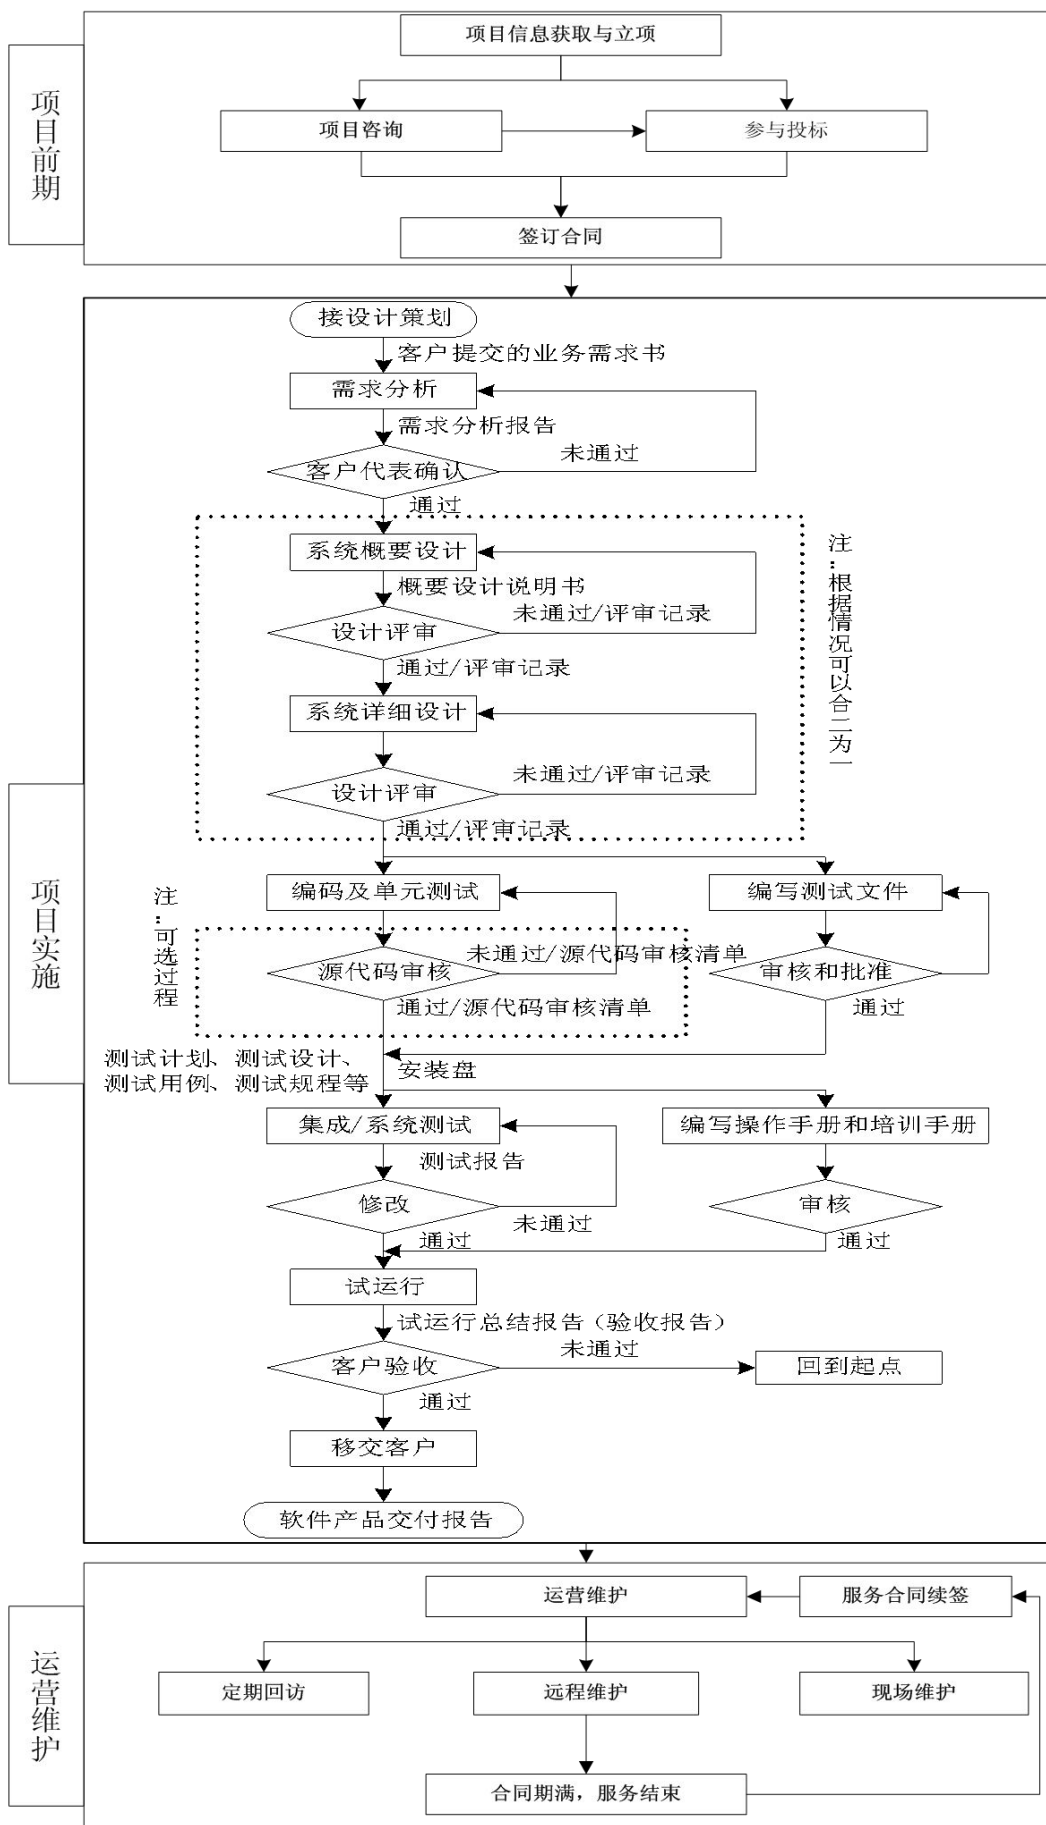 项目前期
项目信息获取与立项
项目咨询
参与投标
签订合同
项目实施
接设计策划
客户提交的业务需求书
需求分析
需求分析报告
客户代表确认
未通过
通过
注:根据情况可以合二为一
系统概要设计
概要设计说明书
设计评审
未通过/评审记录
通过/评审记录
系统详细设计
设计评审
未通过/评审记录
通过/评审记录
编码及单元测试
编写测试文件
注:可选过程
源代码审核
未通过/源代码审核清单
通过/源代码审核清单
审核和批准
通过
测试计划、测试设计、
测试用例、测试规程等
安装盘
集成/系统测试
编写操作手册和培训手册
测试报告
修改
未通过
通过
审核
通过
试运行
试运行总结报告（验收报告）
客户验收
未通过
回到起点
通过
移交客户
软件产品交付报告
运营维护
运营维护
服务合同续签
定期回访
远程维护
现场维护
合同期满，服务结束